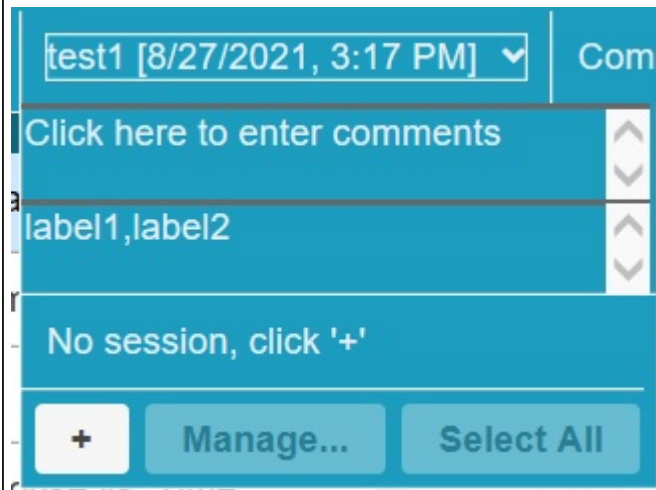 test1 [8/27/2021, 3:17 PM]
Com
Click here to enter comments
label1,label2
No session, click '+'
+
Manage...
Select All